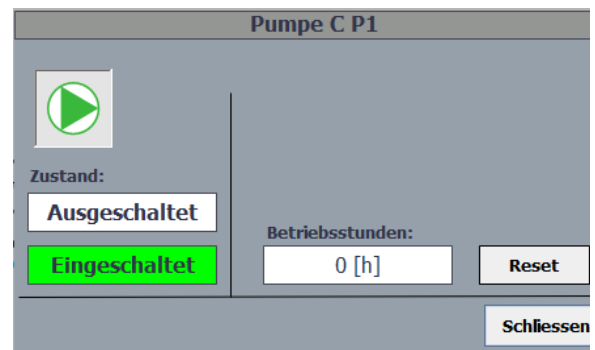 Pumpe C P1
Zustand:
Ausgeschaltet
Eingeschaltet
Betriebsstunden:
0 [h]
Reset
Schliessen